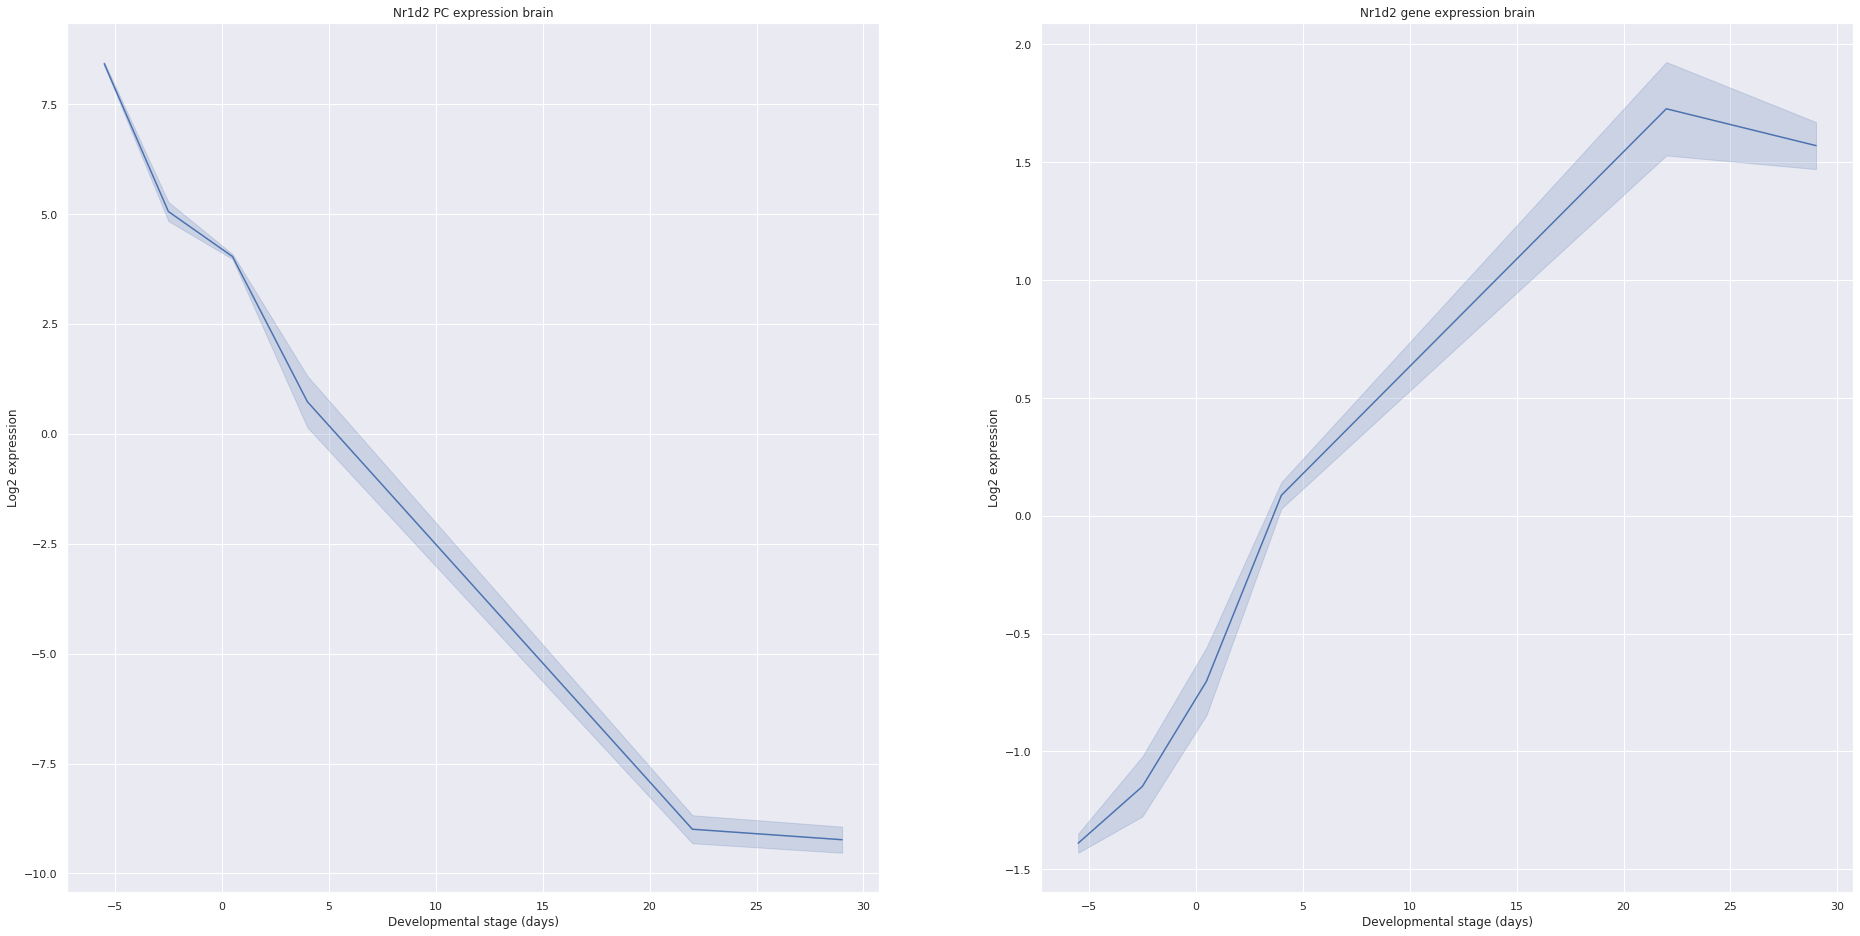 Nr1d2 PC expression brain
7.5
5.0
2.5
0.0
−2.5
−5.0
−7.5
−10.0
Log2 expression
−5 0 5 10 15 20 25 30
Developmental stage (days)
Nr1d2 gene expression brain
2.0
1.5
1.0
0.5
0.0
−0.5
−1.0
−1.5
Log2 expression
−5 0 5 10 15 20 25 30
Developmental stage (days)